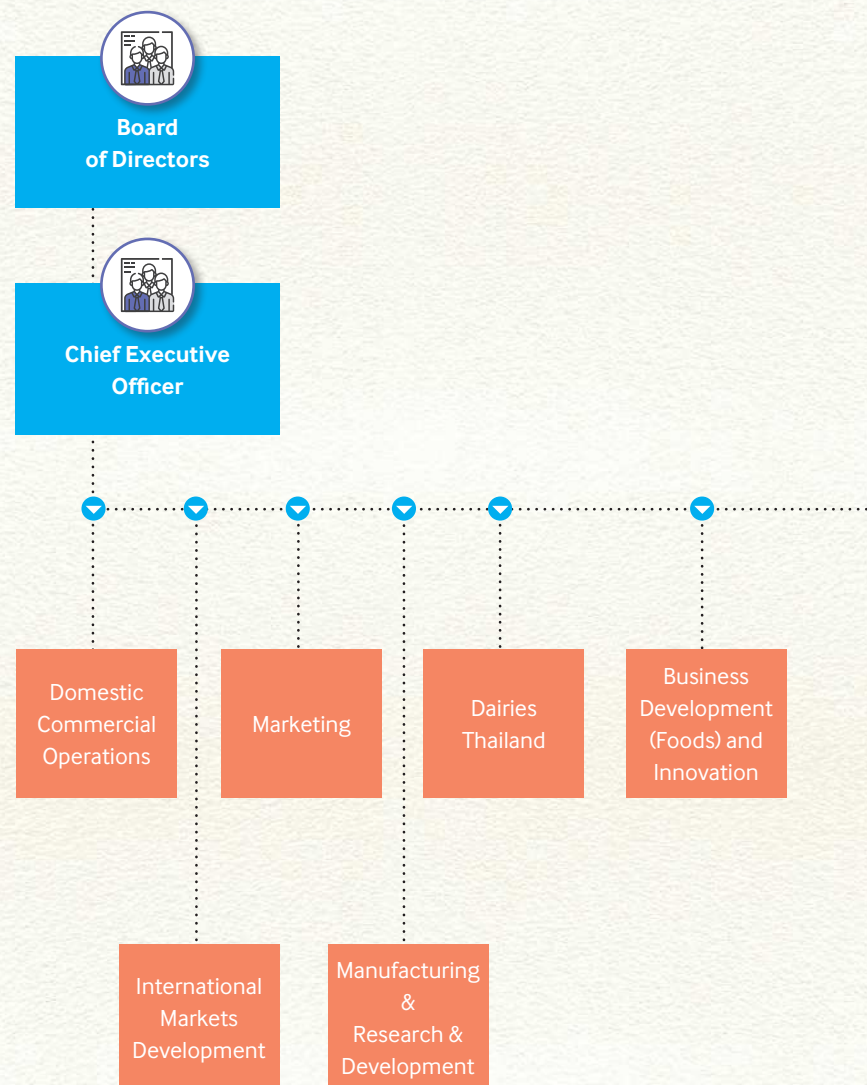 Board
of Directors
Chief Executive
Officer
Domestic
Commercial
Operations
Marketing
Dairies
Thailand
Business
Development
(Foods) and
Innovation
International
Markets
Development
Manufacturing
&
Research &
Development